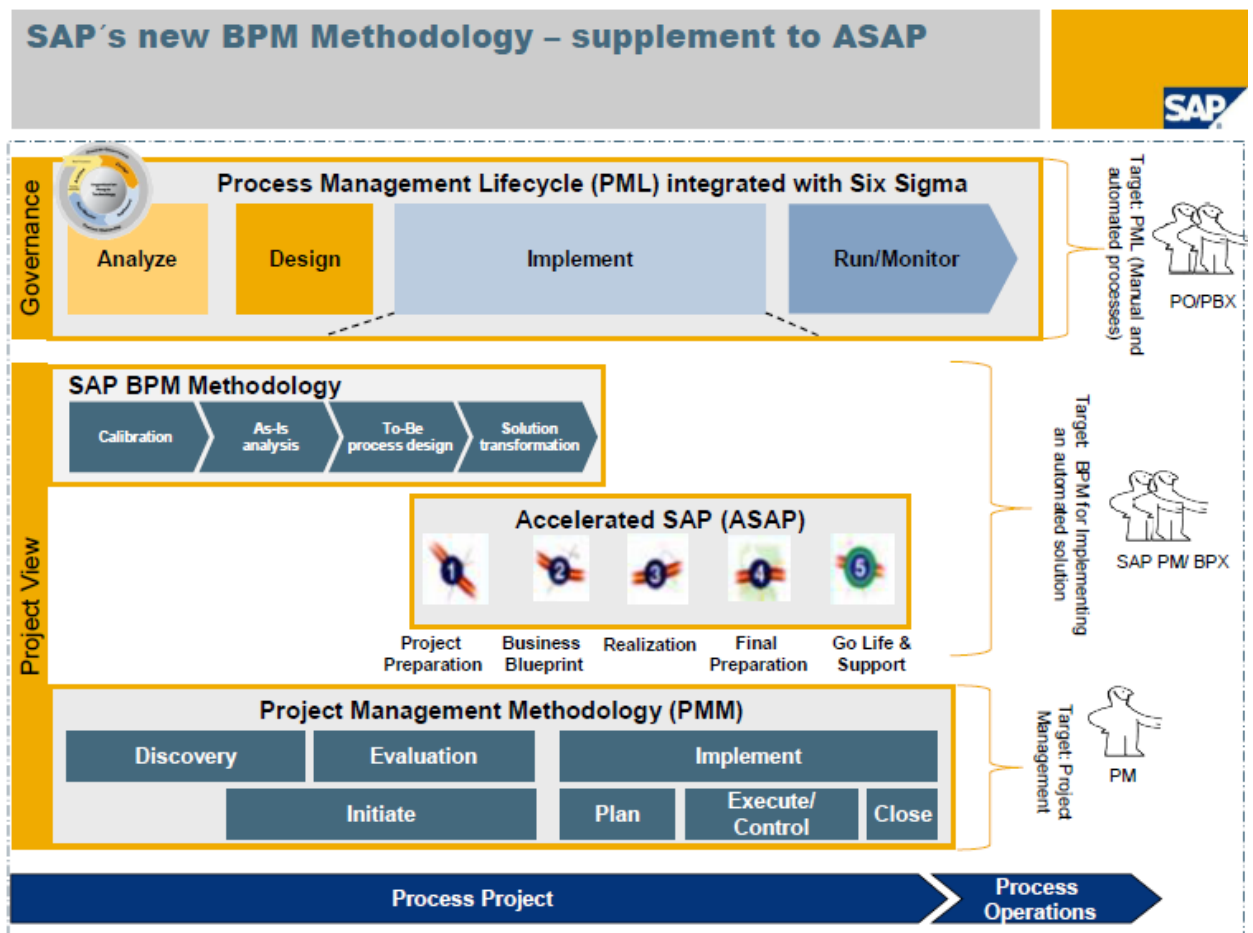 SAP´s new BPM Methodology – supplement to ASAP
SAP
Governance
Process Management Lifecycle (PML) integrated with Six Sigma
Analyze
Design
Implement
Run/Monitor
Target: PML (Manual and
automated processes)
PO/PBX
Project View
SAP BPM Methodology
Calibration
As-Is
analysis
To-Be
process design
Solution
transformation
Accelerated SAP (ASAP)
1
2
3
4
5
Project
Preparation
Business
Blueprint
Realization
Final
Preparation
Go Life &
Support
Target: BPM for Implementing
an automated solution
SAP PM/ BPX
Project Management Methodology (PMM)
Discovery
Evaluation
Implement
Initiate
Plan
Execute/
Control
Close
Target: Project
Management
PM
Process Project
Process
Operations